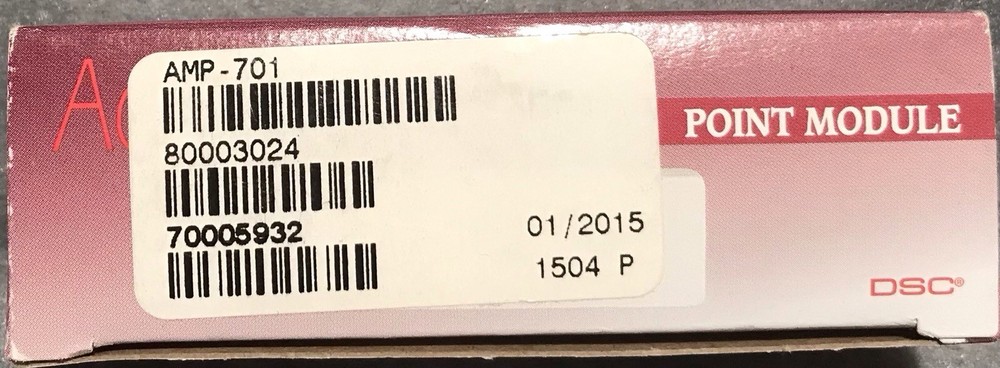 AMP-701
80003024
70005932
01/2015
1504 P
POINT MODULE
DSC®